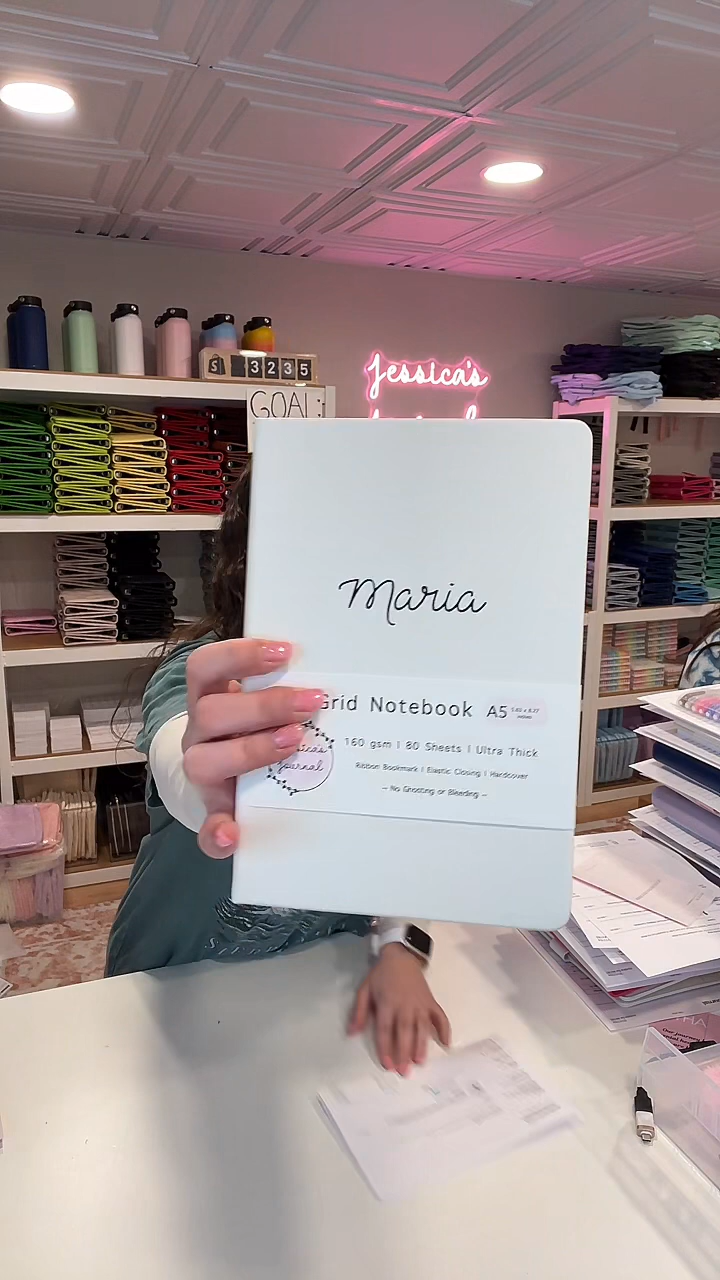 $ 3235
GOAL:
Jessica's
Maria
Grid Notebook A5
160 gsm | 80 Sheets | Ultra Thick
Ribbon Bookmark | Elastic Closing | Hardcover
~ No Ghosting or Bleeding ~
Journal